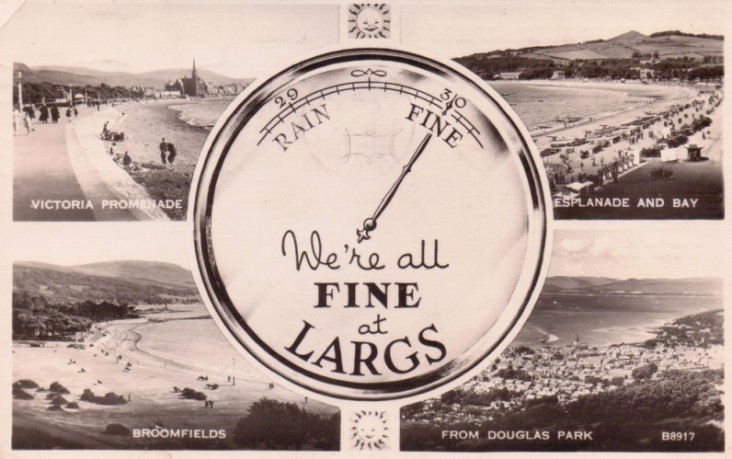 29
30
RAIN
FINE
VICTORIA PROMENADE
ESPLANADE AND BAY
We're all
FINE
at
LARGS
BROOMFIELDS
FROM DOUGLAS PARK
B8917